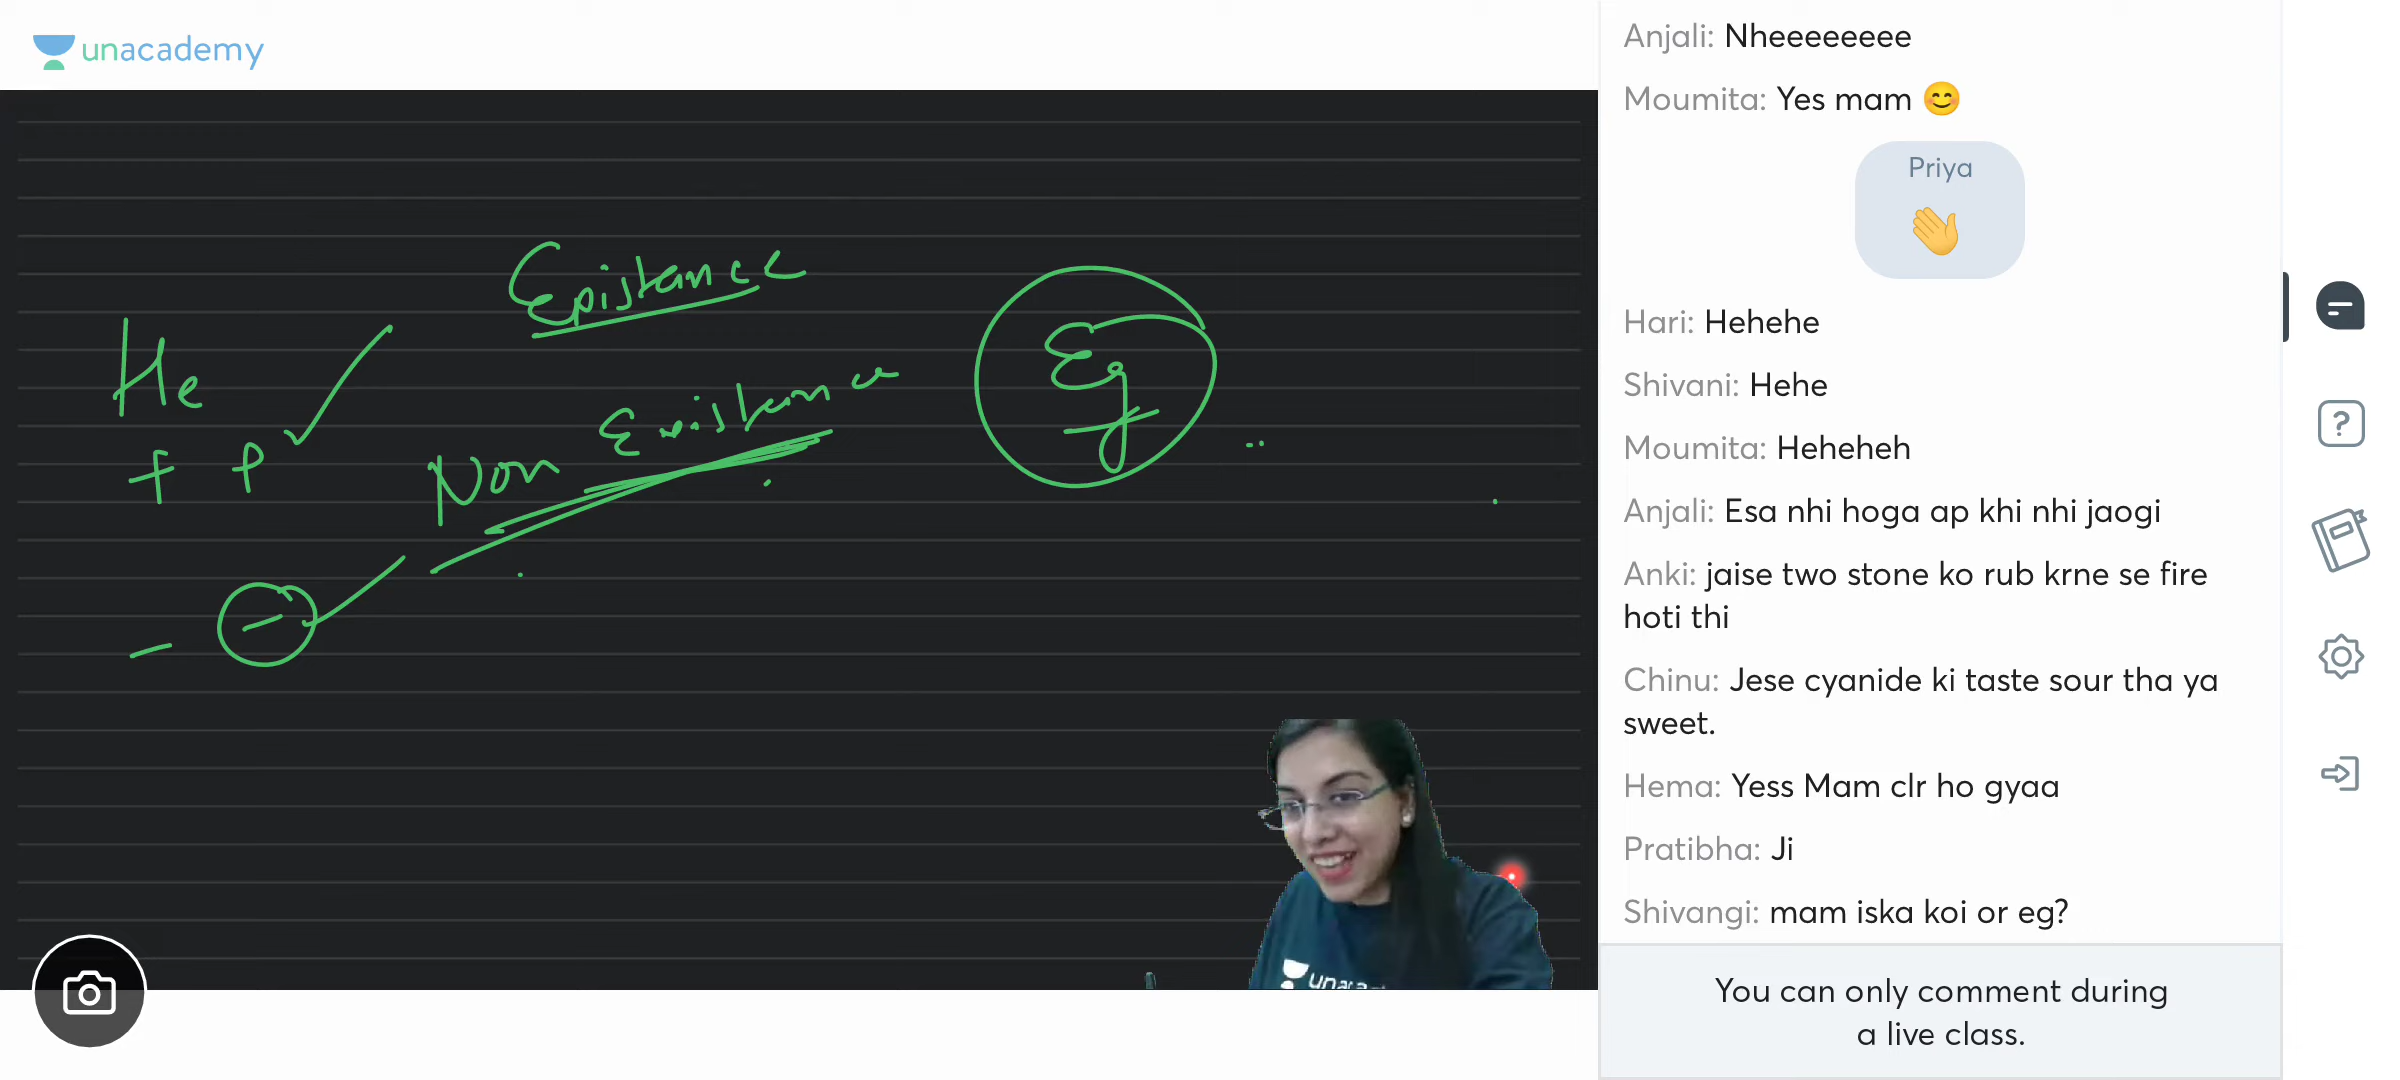 unacademy
Epistance
He
+ p
Non Existance
Eg
unaca
Anjali: Nheeeeeeee
Moumita: Yes mam 😊
Priya
👋
Hari: Hehehe
Shivani: Hehe
Moumita: Heheheh
Anjali: Esa nhi hoga ap khi nhi jaogi
Anki: jaise two stone ko rub krne se fire
hoti thi
Chinu: Jese cyanide ki taste sour tha ya
sweet.
Hema: Yess Mam clr ho gyaa
Pratibha: Ji
Shivangi: mam iska koi or eg?
You can only comment during
a live class.